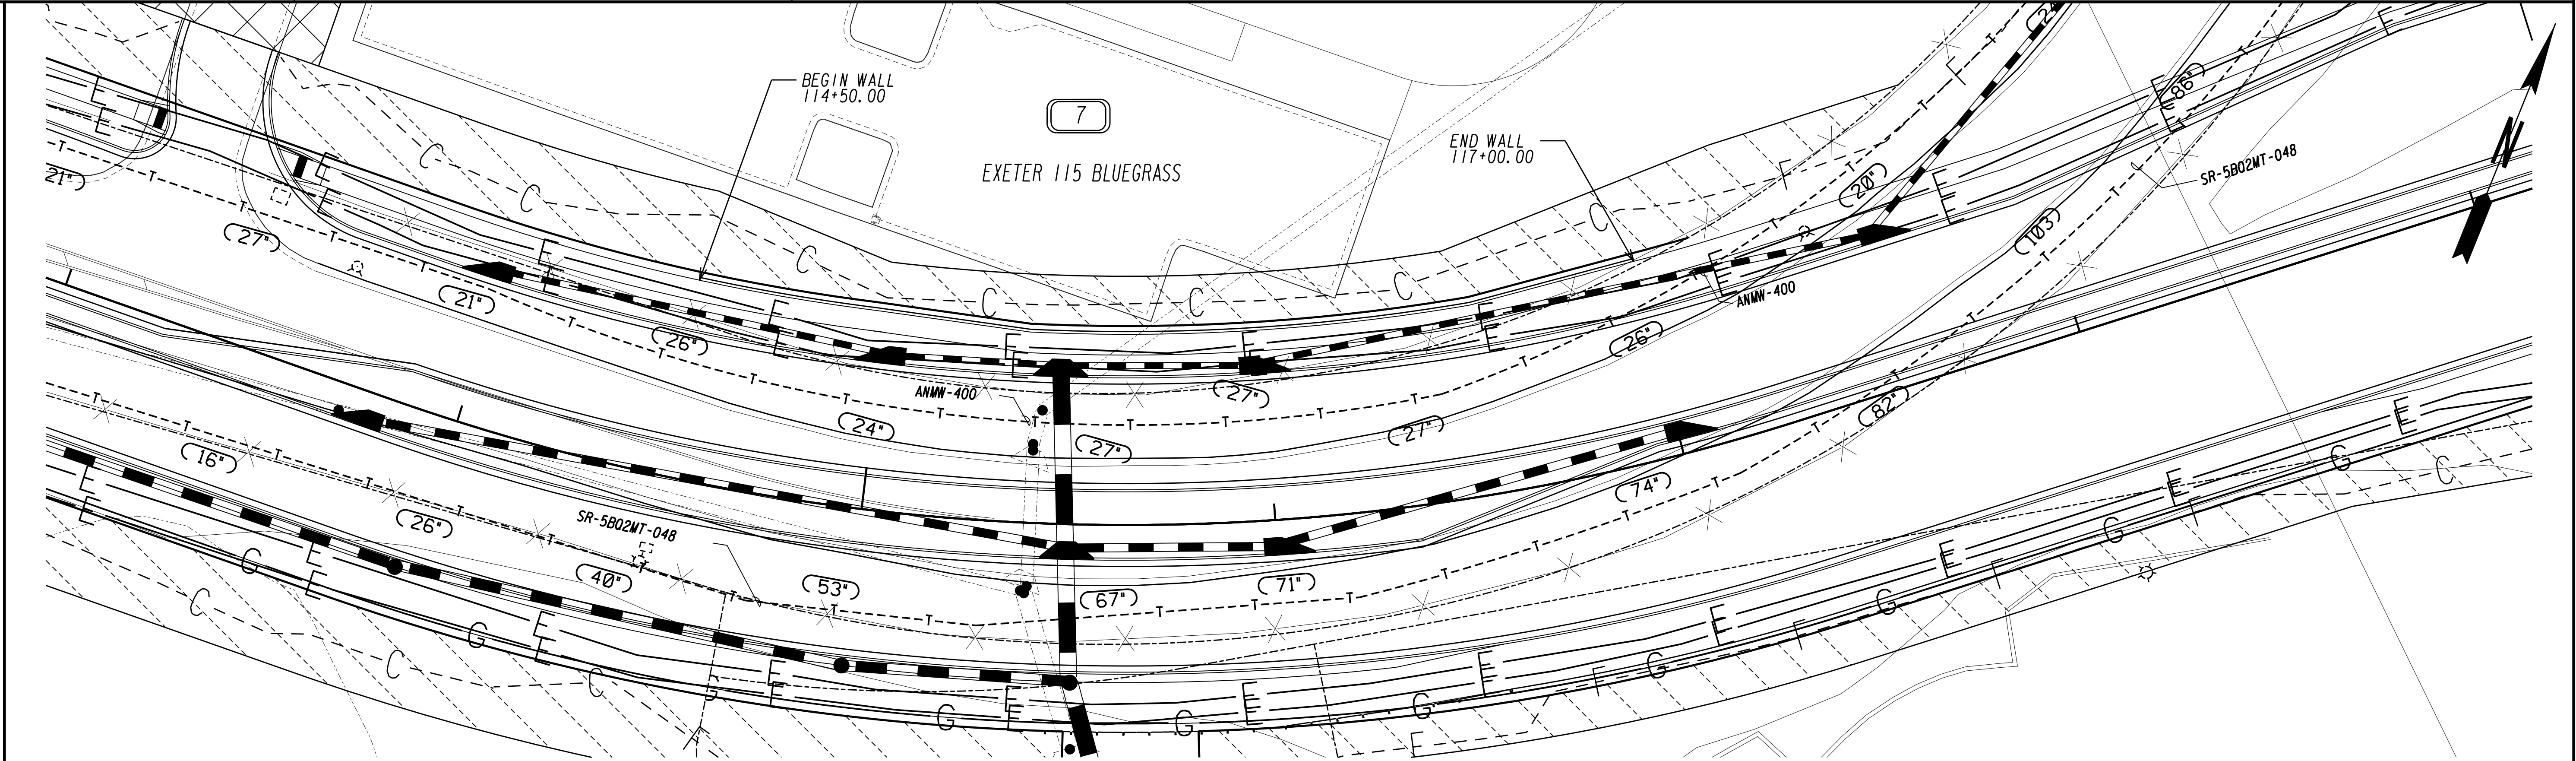 BEGIN WALL
114+50.00
7
EXETER 115 BLUEGRASS
END WALL
117+00.00
SR-5B02MT-048
ANMW-400
ANMW-400
SR-5B02MT-048
N
21")
(27")
(21")
(26")
(24")
(27")
(27")
(27")
(26")
(20")
(86")
(103)
(82")
(74")
(71")
(67")
(53")
(40")
(26")
(16")